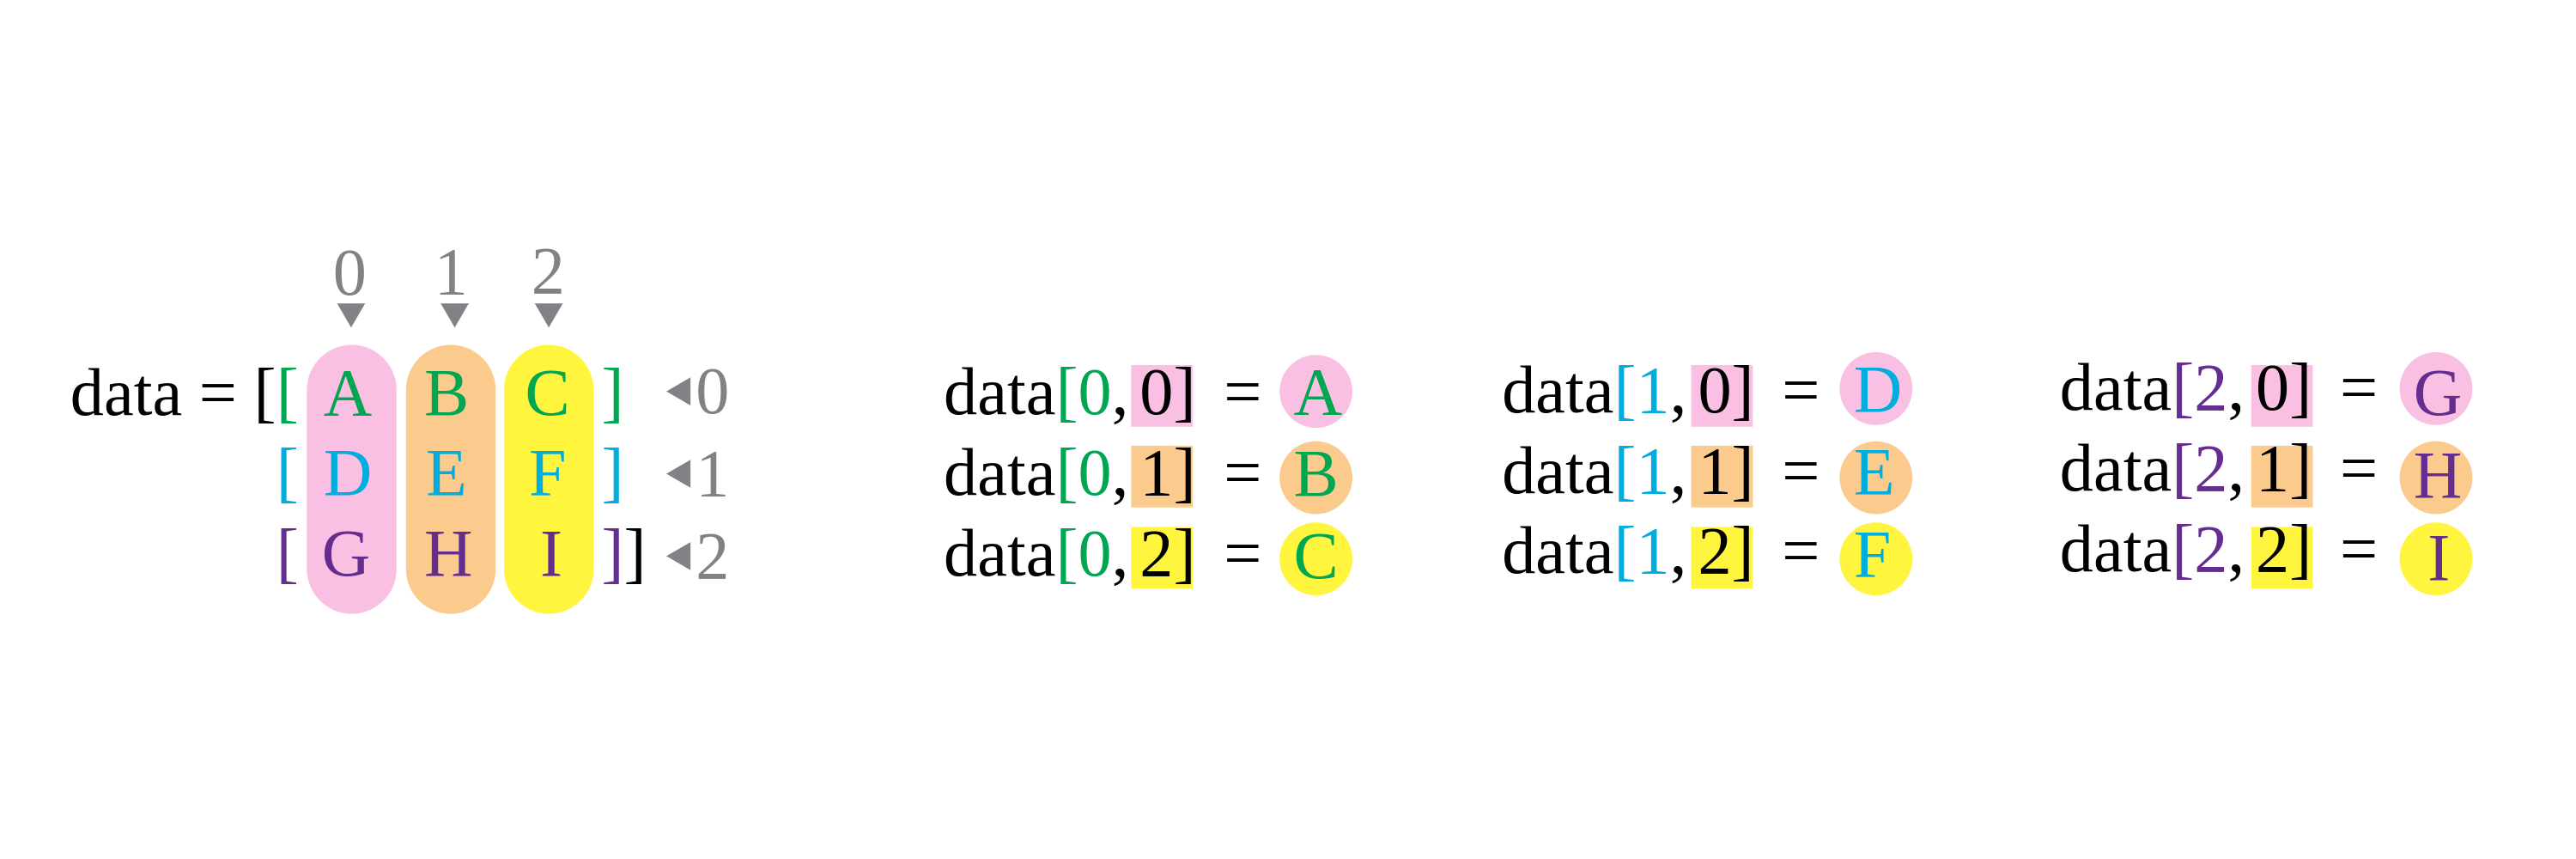 0 1 2
data = [[ A B C ] 0
[ D E F ] 1
[ G H I ]] 2
data[0, 0] = A
data[0, 1] = B
data[0, 2] = C
data[1, 0] = D
data[1, 1] = E
data[1, 2] = F
data[2, 0] = G
data[2, 1] = H
data[2, 2] = I